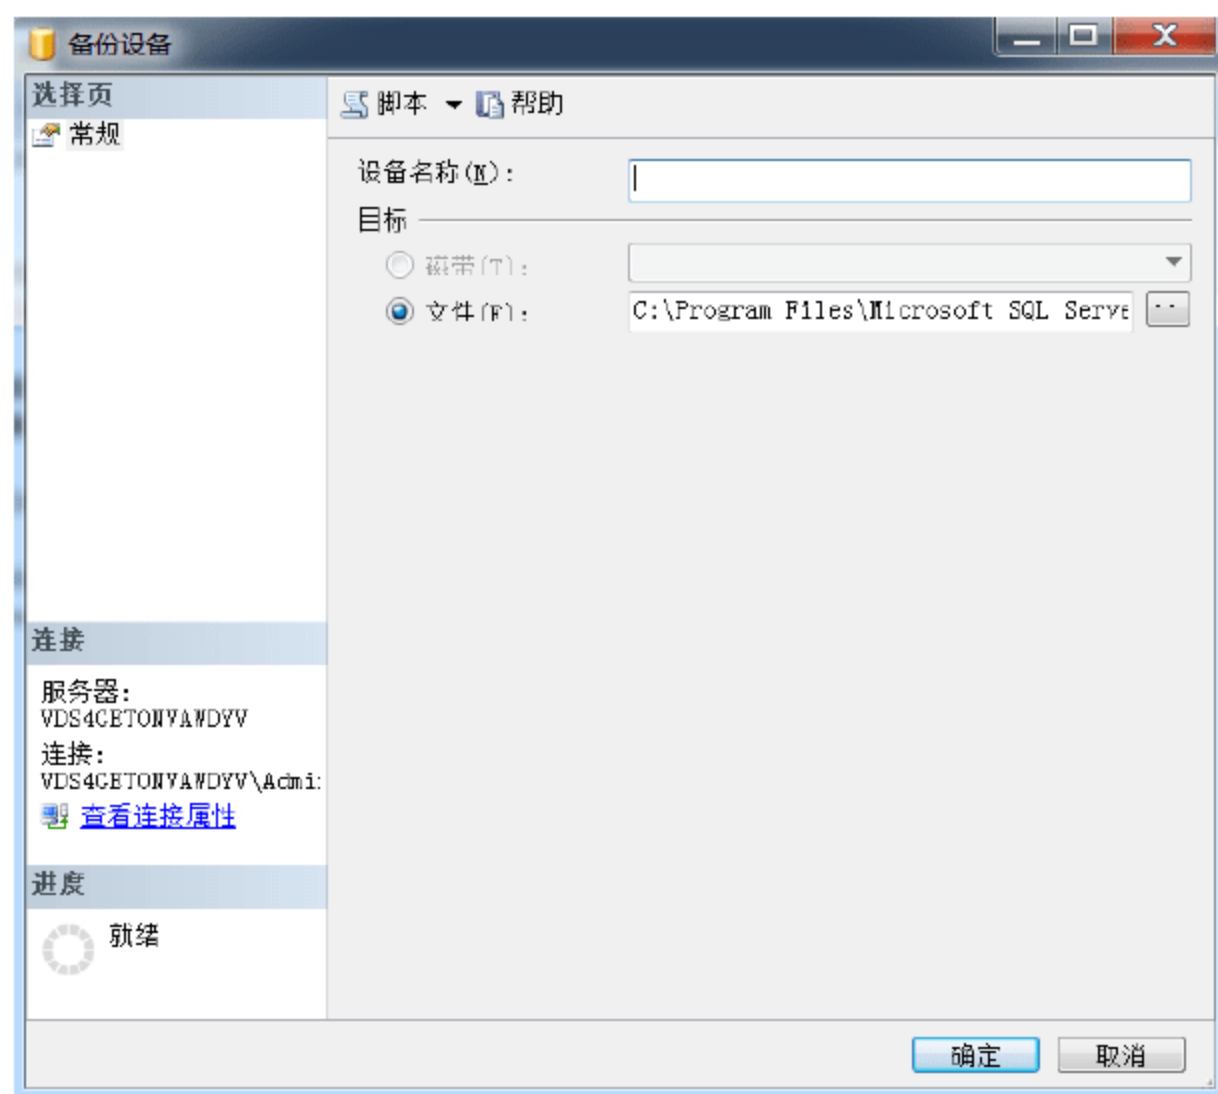 备份设备
选择页
常规
脚本 帮助
设备名称(N):
目标
磁带(T):
文件(F):
C:\Program Files\Microsoft SQL Serve
连接
服务器:
VDS4GETONVAWDYV
连接:
VDS4GETONVAWDYV\Admi
查看连接属性
进度
就绪
确定
取消